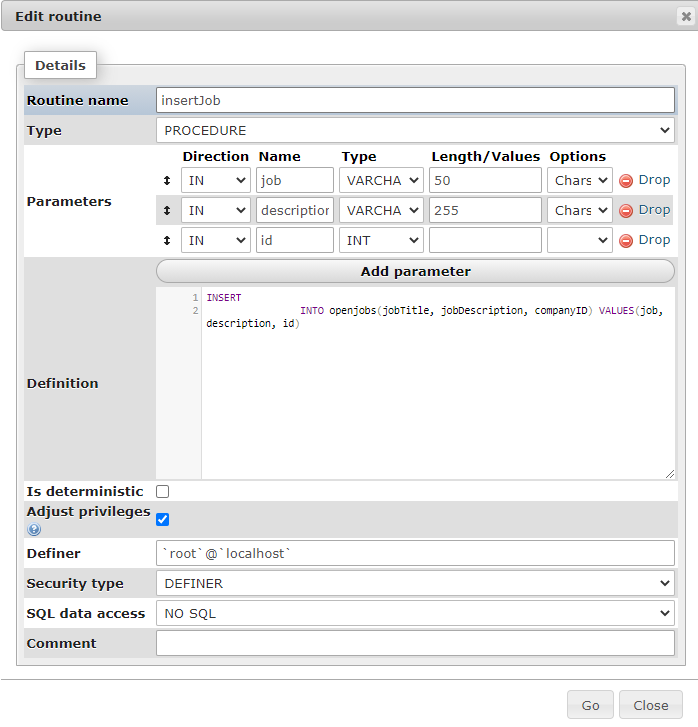 Edit routine
Details
Routine name insertJob
Type PROCEDURE
Direction Name Type Length/Values Options
Parameters
IN job VARCHA 50 Chars Drop
IN description VARCHA 255 Chars Drop
IN id INT Drop
Add parameter
Definition
1 INSERT
2 INTO openjobs(jobTitle, jobDescription, companyID) VALUES(job,
description, id)
Is deterministic
Adjust privileges
Definer `root`@`localhost`
Security type DEFINER
SQL data access NO SQL
Comment
Go Close